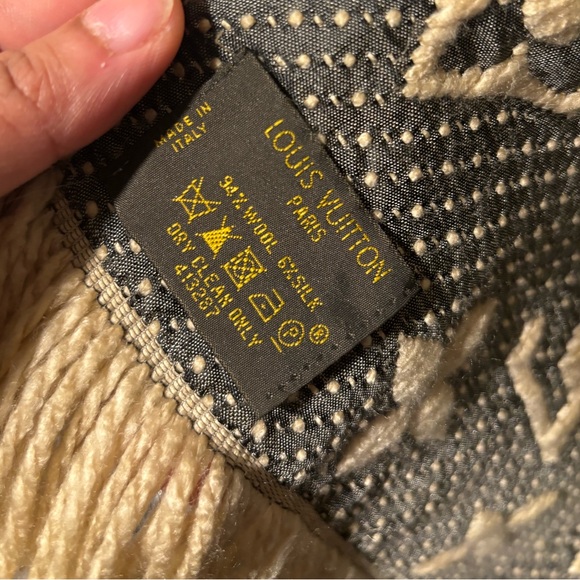 LOUIS VUITTON
PARIS
MADE IN
ITALY
94% WOOL 6% SILK
P
®
DRY CLEAN ONLY
413287